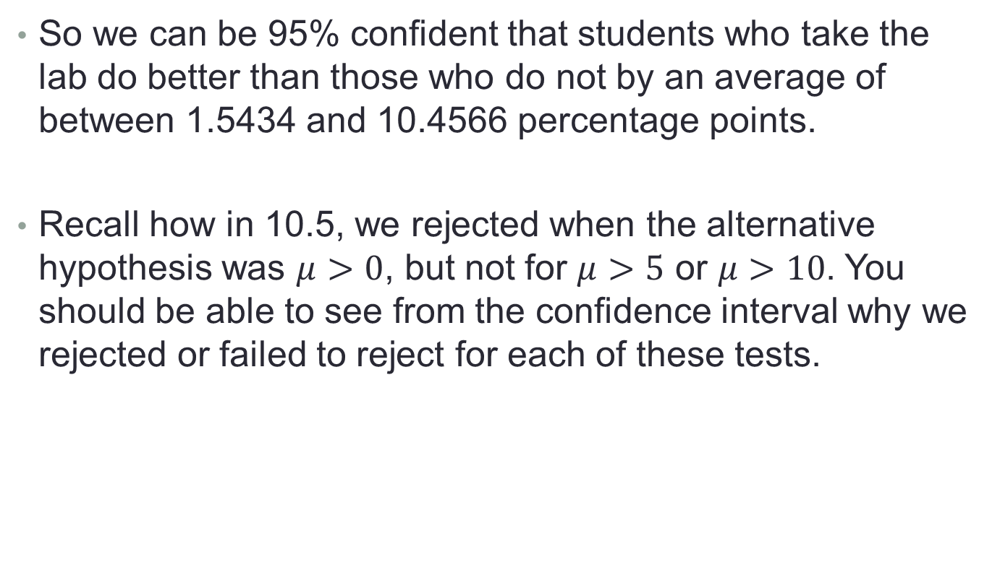 • So we can be 95% confident that students who take the
lab do better than those who do not by an average of
between 1.5434 and 10.4566 percentage points.
• Recall how in 10.5, we rejected when the alternative
hypothesis was 𝜇 > 0, but not for 𝜇 > 5 or 𝜇 > 10. You
should be able to see from the confidence interval why we
rejected or failed to reject for each of these tests.